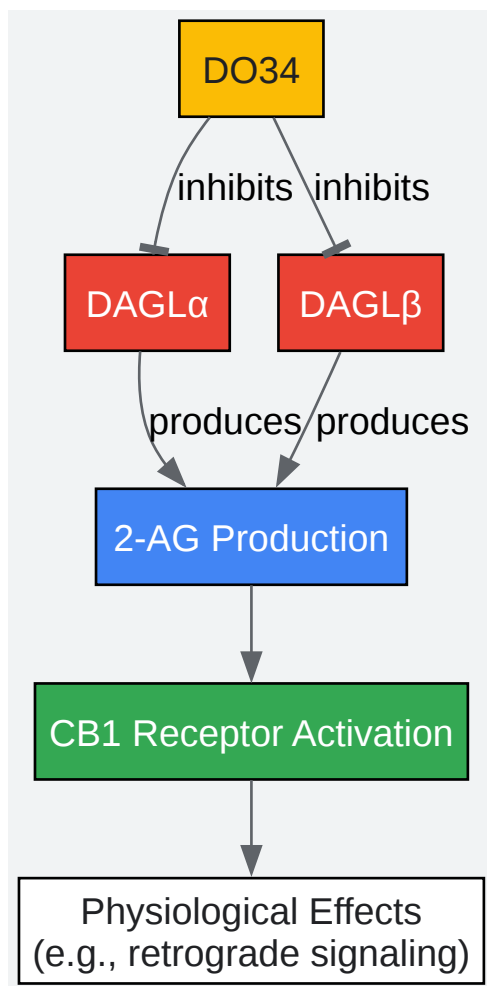 DO34
inhibits inhibits
DAGLα DAGLβ
produces produces
2-AG Production
CB1 Receptor Activation
Physiological Effects
(e.g., retrograde signaling)